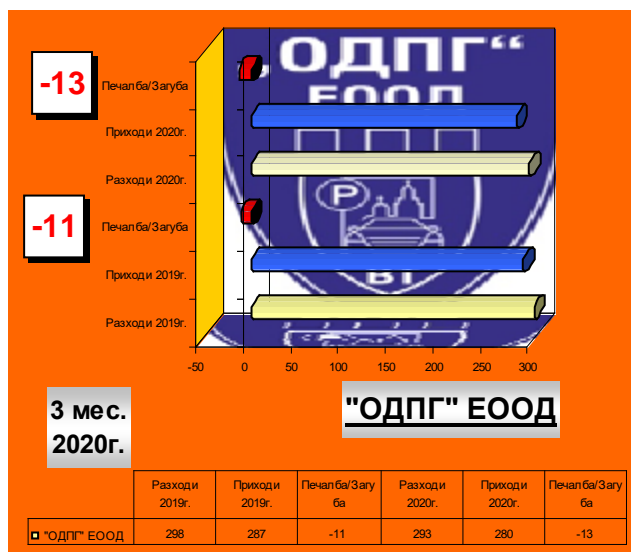 „ОДПГ“
ЕООД
-13
Печалба/Загуба
Приходи 2020г.
Разходи 2020г.
-11
Печалба/Загуба
Приходи 2019г.
Разходи 2019г.
P
ВТ
-50 0 50 100 150 200 250 300
3 мес.
2020г.
"ОДПГ" ЕООД
Разходи 2019г. Приходи 2019г. Печалба/Загуба Разходи 2020г. Приходи 2020г. Печалба/Загуба
"ОДПГ" ЕООД 298 287 -11 293 280 -13